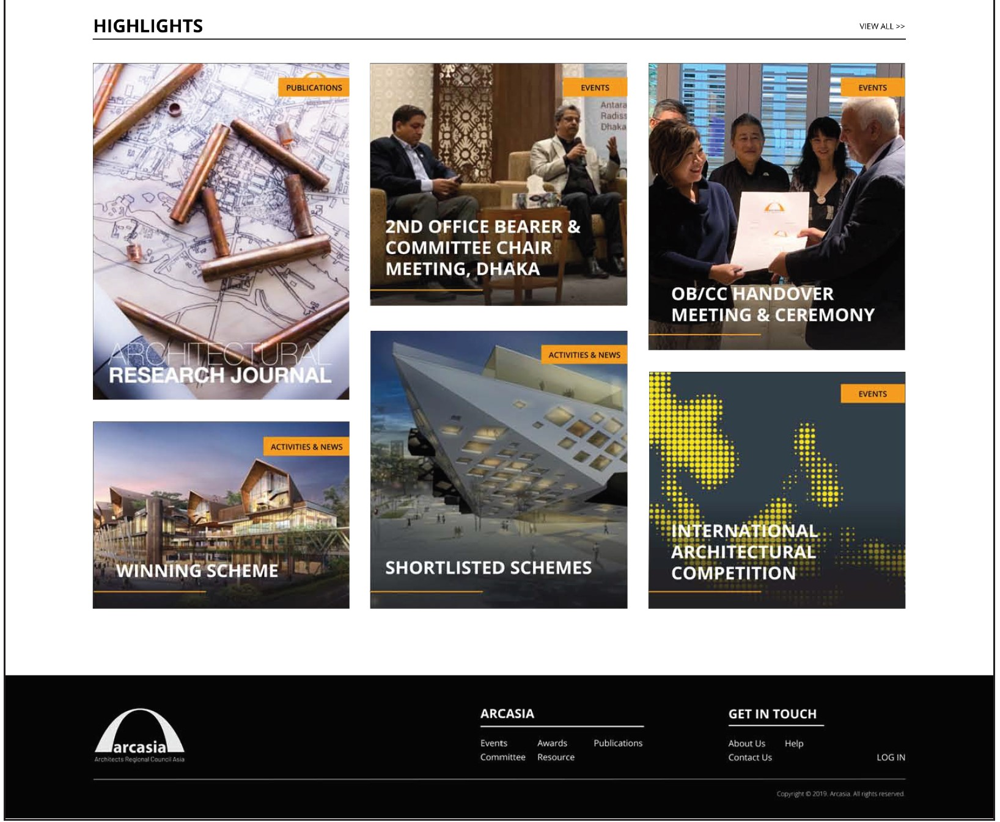 HIGHLIGHTS
VIEW ALL >>
PUBLICATIONS
ARCHITECTURAL
RESEARCH JOURNAL
EVENTS
Antara
Radiss
Dhaka
2ND OFFICE BEARER &
COMMITTEE CHAIR
MEETING, DHAKA
EVENTS
arcasia
OB/CC HANDOVER
MEETING & CEREMONY
ACTIVITIES & NEWS
WINNING SCHEME
ACTIVITIES & NEWS
SHORTLISTED SCHEMES
EVENTS
INTERNATIONAL
ARCHITECTURAL
COMPETITION
arcasia
Architects Regional Council Asia
ARCASIA
Events Awards Publications
Committee Resource
GET IN TOUCH
About Us Help
Contact Us
LOG IN
Copyright © 2019. Arcasia. All rights reserved.